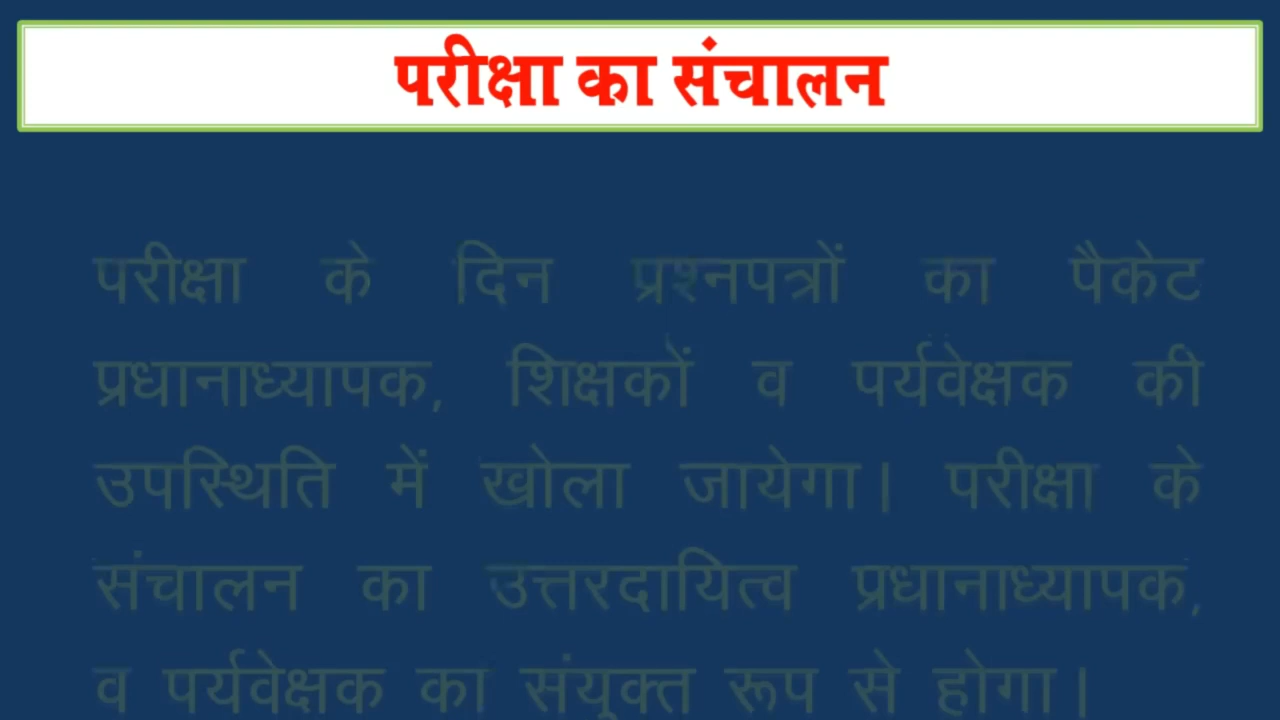 परीक्षा का संचालन
परीक्षा के दिन प्रश्नपत्रों का पैकेट
प्रधानाध्यापक, शिक्षकों व पर्यवेक्षक की
उपस्थिति में खोला जायेगा। परीक्षा के
संचालन का उत्तरदायित्व प्रधानाध्यापक,
व पर्यवेक्षक का संयुक्त रूप से होगा।